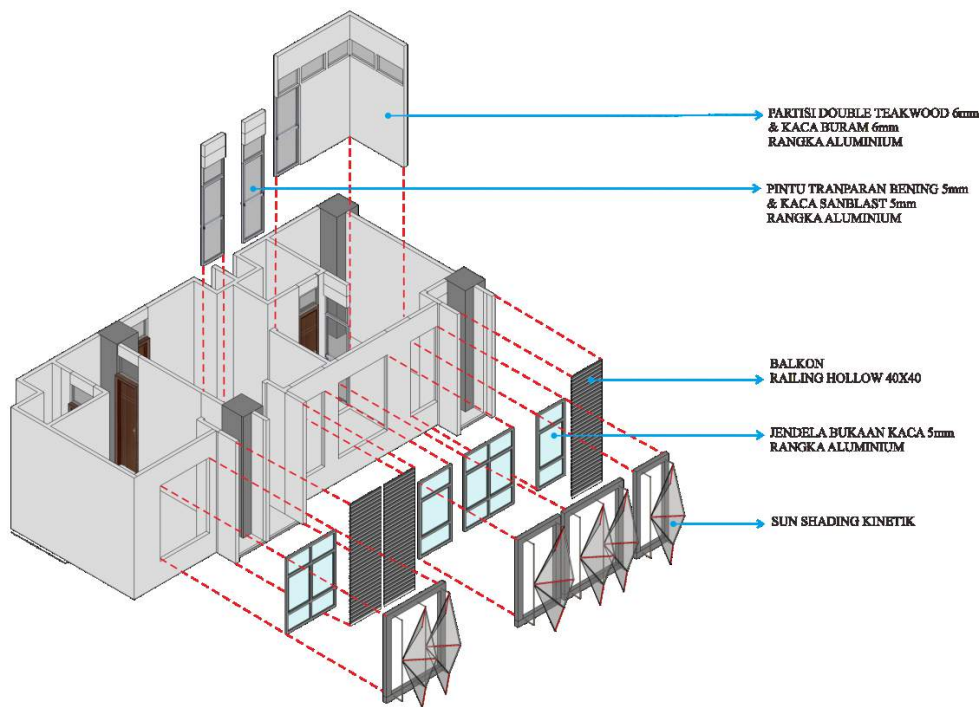 PARTISI DOUBLE TEAKWOOD 6mm
& KACA BURAM 6mm
RANGKA ALUMINIUM
PINTU TRANPARAN BENING 5mm
& KACA SANBLAST 5mm
RANGKA ALUMINIUM
BALKON
RAILING HOLLOW 40X40
JENDELA BUKAAN KACA 5mm
RANGKA ALUMINIUM
SUN SHADING KINETIK